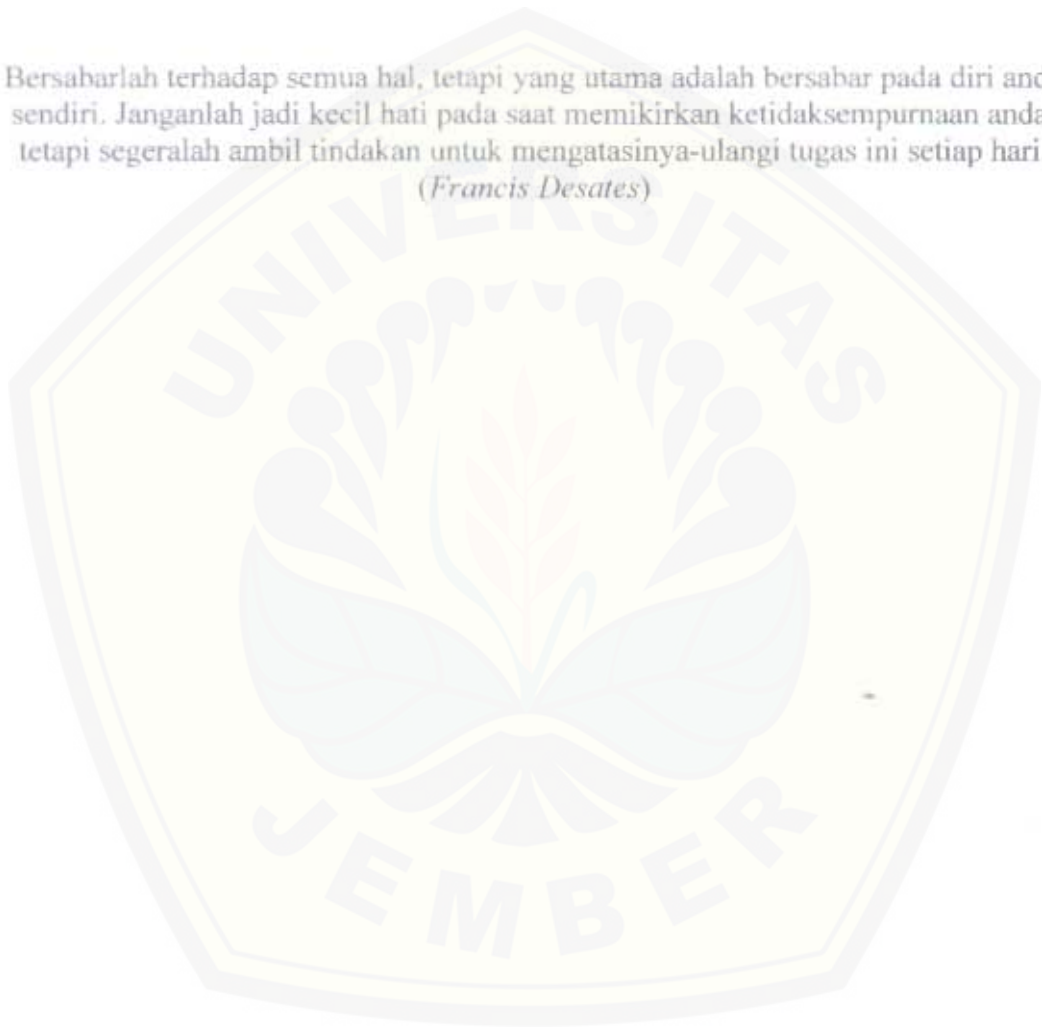 Bersabarlah terhadap semua hal, tetapi yang utama adalah bersabar pada diri and
sendiri. Janganlah jadi kecil hati pada saat memikirkan ketidaksempurnaan anda
tetapi segeralah ambil tindakan untuk mengatasinya-ulangi tugas ini setiap hari
(Francis Desates)
UNIVERSITAS
JEMBER